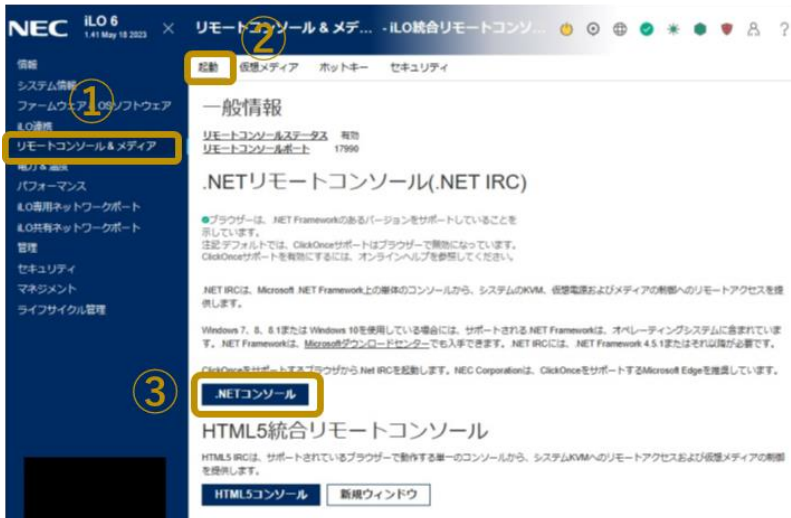 NEC iLO 6
1.41 May 18 2023
リモートコンソール & メデ... - iLO統合リモートコンソ...
①
②
③
情報
システム情報
ファームウェア OSソフトウェア
iLO連携
リモートコンソール & メディア
電力 & 温度
パフォーマンス
iLO専用ネットワークポート
iLO共有ネットワークポート
管理
セキュリティ
マネジメント
ライフサイクル管理
起動 仮想メディア ホットキー セキュリティ
一般情報
リモートコンソールステータス 有効
リモートコンソールポート 17990
.NETリモートコンソール(.NET IRC)
ブラウザーは、.NET Frameworkのあるバージョンをサポートしていることを
示しています。
注記:デフォルトでは、ClickOnceサポートはブラウザーで無効になっています。
ClickOnceサポートを有効にするには、オンラインヘルプを参照してください。
.NET IRCは、Microsoft .NET Framework上の単体のコンソールから、システムのKVM、仮想電源およびメディアの制御へのリモートアクセスを提
供します。
Windows 7、8、8.1または Windows 10を使用している場合には、サポートされる.NET Frameworkは、オペレーティングシステムに含まれていま
す。.NET Frameworkは、Microsoftダウンロードセンターでも入手できます。.NET IRCには、.NET Framework 4.5.1またはそれ以降が必要です。
ClickOnceをサポートするブラウザから.Net IRCを起動します。NEC Corporationは、ClickOnceをサポートするMicrosoft Edgeを推奨しています。
.NETコンソール
HTML5統合リモートコンソール
HTML5 IRCは、サポートされているブラウザーで動作する単一のコンソールから、システムKVMへのリモートアクセスおよび仮想メディアの制御
を提供します。
HTML5コンソール 新規ウィンドウ